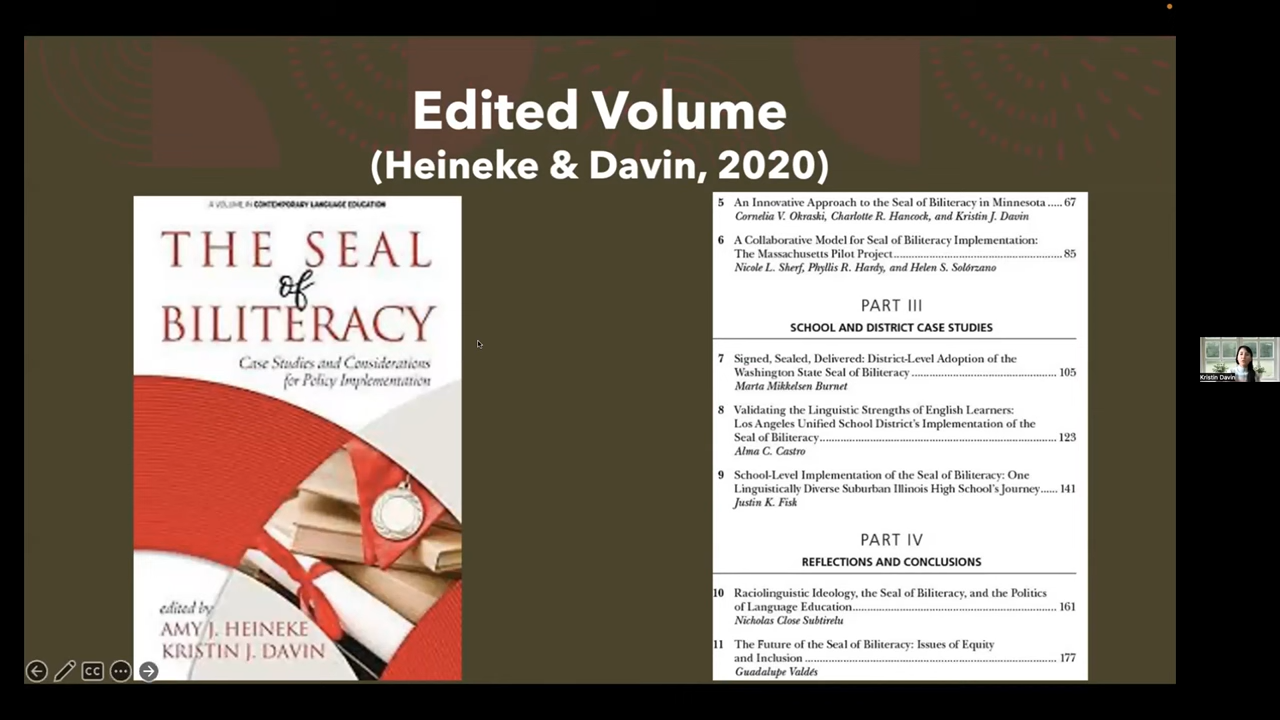 Edited Volume
(Heineke & Davin, 2020)
A VOLUME IN CONTEMPORARY LANGUAGE EDUCATION
THE SEAL
of
BILITERACY
Case Studies and Considerations
for Policy Implementation
edited by
AMY J. HEINEKE
KRISTIN J. DAVIN
5 An Innovative Approach to the Seal of Biliteracy in Minnesota ..... 67
Cornelia V. Okraski, Charlotte R. Hancock, and Kristin J. Davin
6 A Collaborative Model for Seal of Biliteracy Implementation:
The Massachusetts Pilot Project ..... 85
Nicole L. Sherf, Phyllis R. Hardy, and Helen S. Solórzano
PART III
SCHOOL AND DISTRICT CASE STUDIES
7 Signed, Sealed, Delivered: District-Level Adoption of the
Washington State Seal of Biliteracy ..... 105
Marta Mikkelsen Burnet
8 Validating the Linguistic Strengths of English Learners:
Los Angeles Unified School District's Implementation of the
Seal of Biliteracy ..... 123
Alma C. Castro
9 School-Level Implementation of the Seal of Biliteracy: One
Linguistically Diverse Suburban Illinois High School's Journey ..... 141
Justin K. Fisk
PART IV
REFLECTIONS AND CONCLUSIONS
10 Raciolinguistic Ideology, the Seal of Biliteracy, and the Politics
of Language Education ..... 161
Nicholas Close Subtirelu
11 The Future of the Seal of Biliteracy: Issues of Equity
and Inclusion ..... 177
Guadalupe Valdés
CC
Kristin Davin